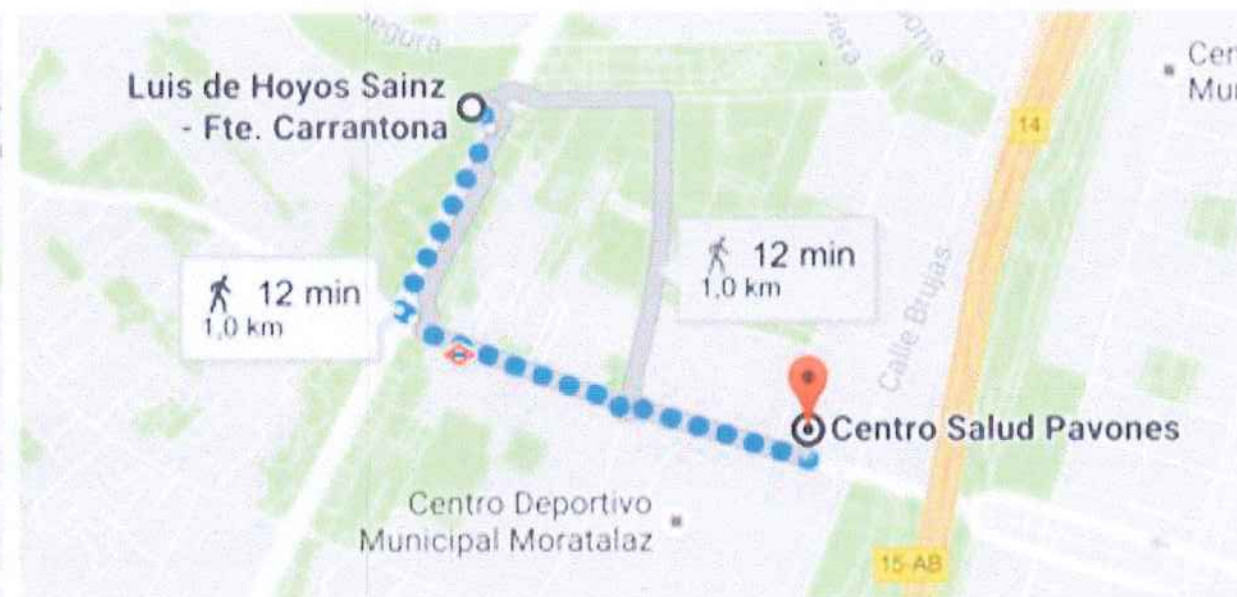 Luis de Hoyos Sainz
- Fte. Carrantona
14
12 min
1,0 km
12 min
1,0 km
Calle Brujas
Centro Salud Pavones
Centro Deportivo
Municipal Moratalaz
15-AB